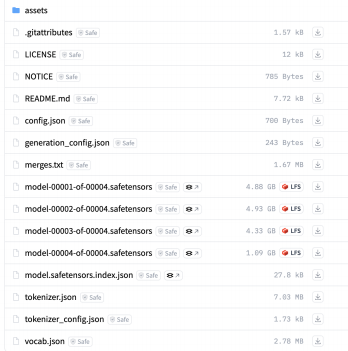 assets
.gitattributes Safe 1.57 kB
LICENSE Safe 12 kB
NOTICE Safe 785 Bytes
README.md Safe 7.72 kB
config.json Safe 700 Bytes
generation_config.json Safe 243 Bytes
merges.txt Safe 1.67 MB
model-00001-of-00004.safetensors Safe 4.88 GB LFS
model-00002-of-00004.safetensors Safe 4.93 GB LFS
model-00003-of-00004.safetensors Safe 4.33 GB LFS
model-00004-of-00004.safetensors Safe 1.09 GB LFS
model.safetensors.index.json Safe 27.8 kB
tokenizer.json Safe 7.03 MB
tokenizer_config.json Safe 1.73 kB
vocab.json Safe 2.78 MB